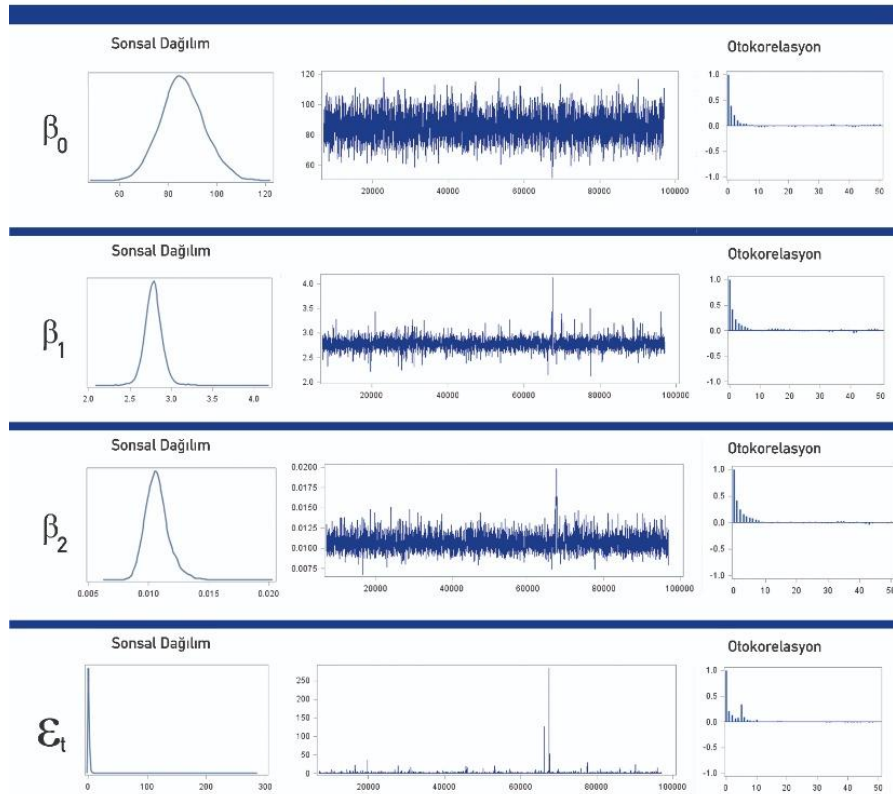 Sonsal Dağılım
Otokorelasyon
β0
60 80 100 120
120
100
80
60
20000 40000 60000 80000 100000
1.0
0.5
0.0
-0.5
-1.0
0 10 20 30 40 50
Sonsal Dağılım
Otokorelasyon
β1
2.0 2.5 3.0 3.5 4.0
4.0
3.5
3.0
2.5
2.0
20000 40000 60000 80000 100000
1.0
0.5
0.0
-0.5
-1.0
0 10 20 30 40 50
Sonsal Dağılım
Otokorelasyon
β2
0.005 0.010 0.015 0.020
0.0200
0.0175
0.0150
0.0125
0.0100
0.0075
20000 40000 60000 80000 100000
1.0
0.5
0.0
-0.5
-1.0
0 10 20 30 40 50
Sonsal Dağılım
Otokorelasyon
εt
0 100 200 300
250
200
150
100
50
0
20000 40000 60000 80000 100000
1.0
0.5
0.0
-0.5
-1.0
0 10 20 30 40 50